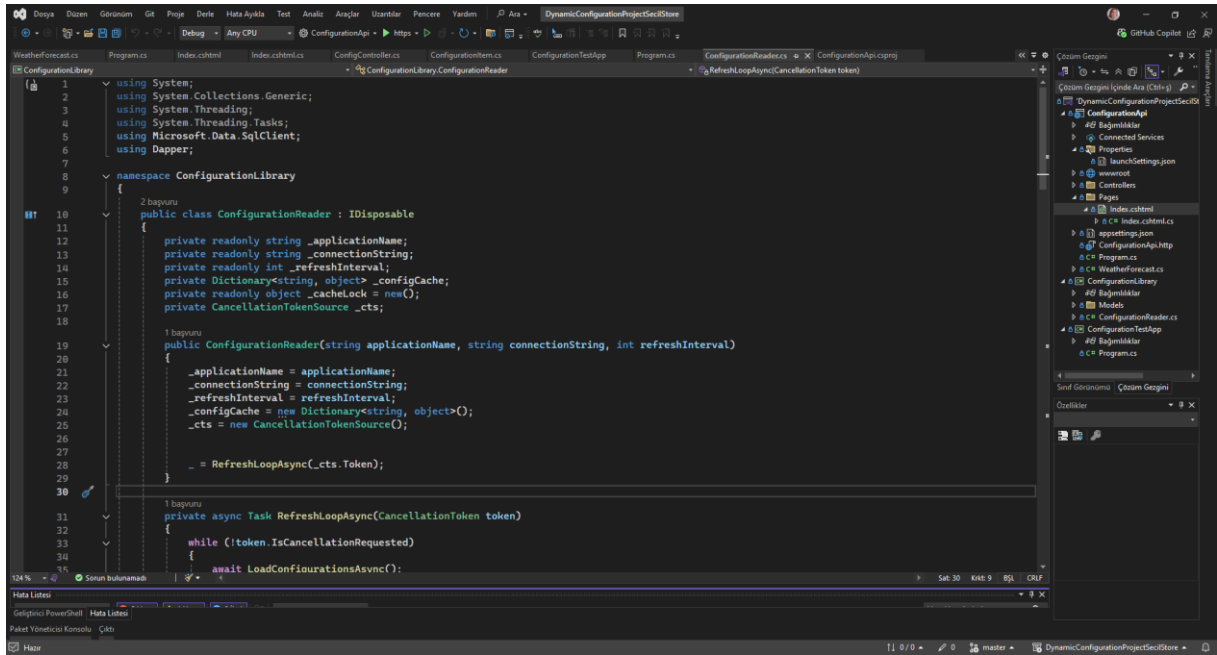 Dosya Düzen Görünüm Git Proje Derle Hata Ayıkla Test Analiz Araçlar Uzantılar Pencere Yardım Ara DynamicConfigurationProjectSecilStore
Debug Any CPU ConfigurationApi https GitHub Copilot
WeatherForecast.cs Program.cs Index.cshtml Index.cshtml.cs ConfigController.cs ConfigurationItem.cs ConfigurationTestApp Program.cs ConfigurationReader.cs ConfigurationApi.csproj
ConfigurationLibrary ConfigurationLibrary.ConfigurationReader RefreshLoopAsync(CancellationToken token)
1 using System;
2 using System.Collections.Generic;
3 using System.Threading;
4 using System.Threading.Tasks;
5 using Microsoft.Data.SqlClient;
6 using Dapper;
7
8 namespace ConfigurationLibrary
9 {
2 başvuru
10 public class ConfigurationReader : IDisposable
11 {
12 private readonly string _applicationName;
13 private readonly string _connectionString;
14 private readonly int _refreshInterval;
15 private Dictionary<string, object> _configCache;
16 private readonly object _cacheLock = new();
17 private CancellationTokenSource _cts;
18
1 başvuru
19 public ConfigurationReader(string applicationName, string connectionString, int refreshInterval)
20 {
21 _applicationName = applicationName;
22 _connectionString = connectionString;
23 _refreshInterval = refreshInterval;
24 _configCache = new Dictionary<string, object>();
25 _cts = new CancellationTokenSource();
26
27
28 _ = RefreshLoopAsync(_cts.Token);
29 }
30
1 başvuru
31 private async Task RefreshLoopAsync(CancellationToken token)
32 {
33 while (!token.IsCancellationRequested)
34 {
35 await LoadConfigurationsAsync();
124 % Sorun bulunamadı Sat: 30 Krkt: 9 BŞL CRLF
Hata Listesi
Geliştirici PowerShell Hata Listesi
Paket Yöneticisi Konsolu Çıktı
Hazır 0 / 0 0 master DynamicConfigurationProjectSecilStore
Çözüm Gezgini
Çözüm Gezgini İçinde Ara (Ctrl+ş)
'DynamicConfigurationProjectSecilSt
ConfigurationApi
Bağımlılıklar
Connected Services
Properties
launchSettings.json
wwwroot
Controllers
Pages
Index.cshtml
C# Index.cshtml.cs
appsettings.json
ConfigurationApi.http
C# Program.cs
C# WeatherForecast.cs
ConfigurationLibrary
Bağımlılıklar
Models
C# ConfigurationReader.cs
ConfigurationTestApp
Bağımlılıklar
C# Program.cs
Sınıf Görünümü Çözüm Gezgini
Özellikler
Tanılama Araçları